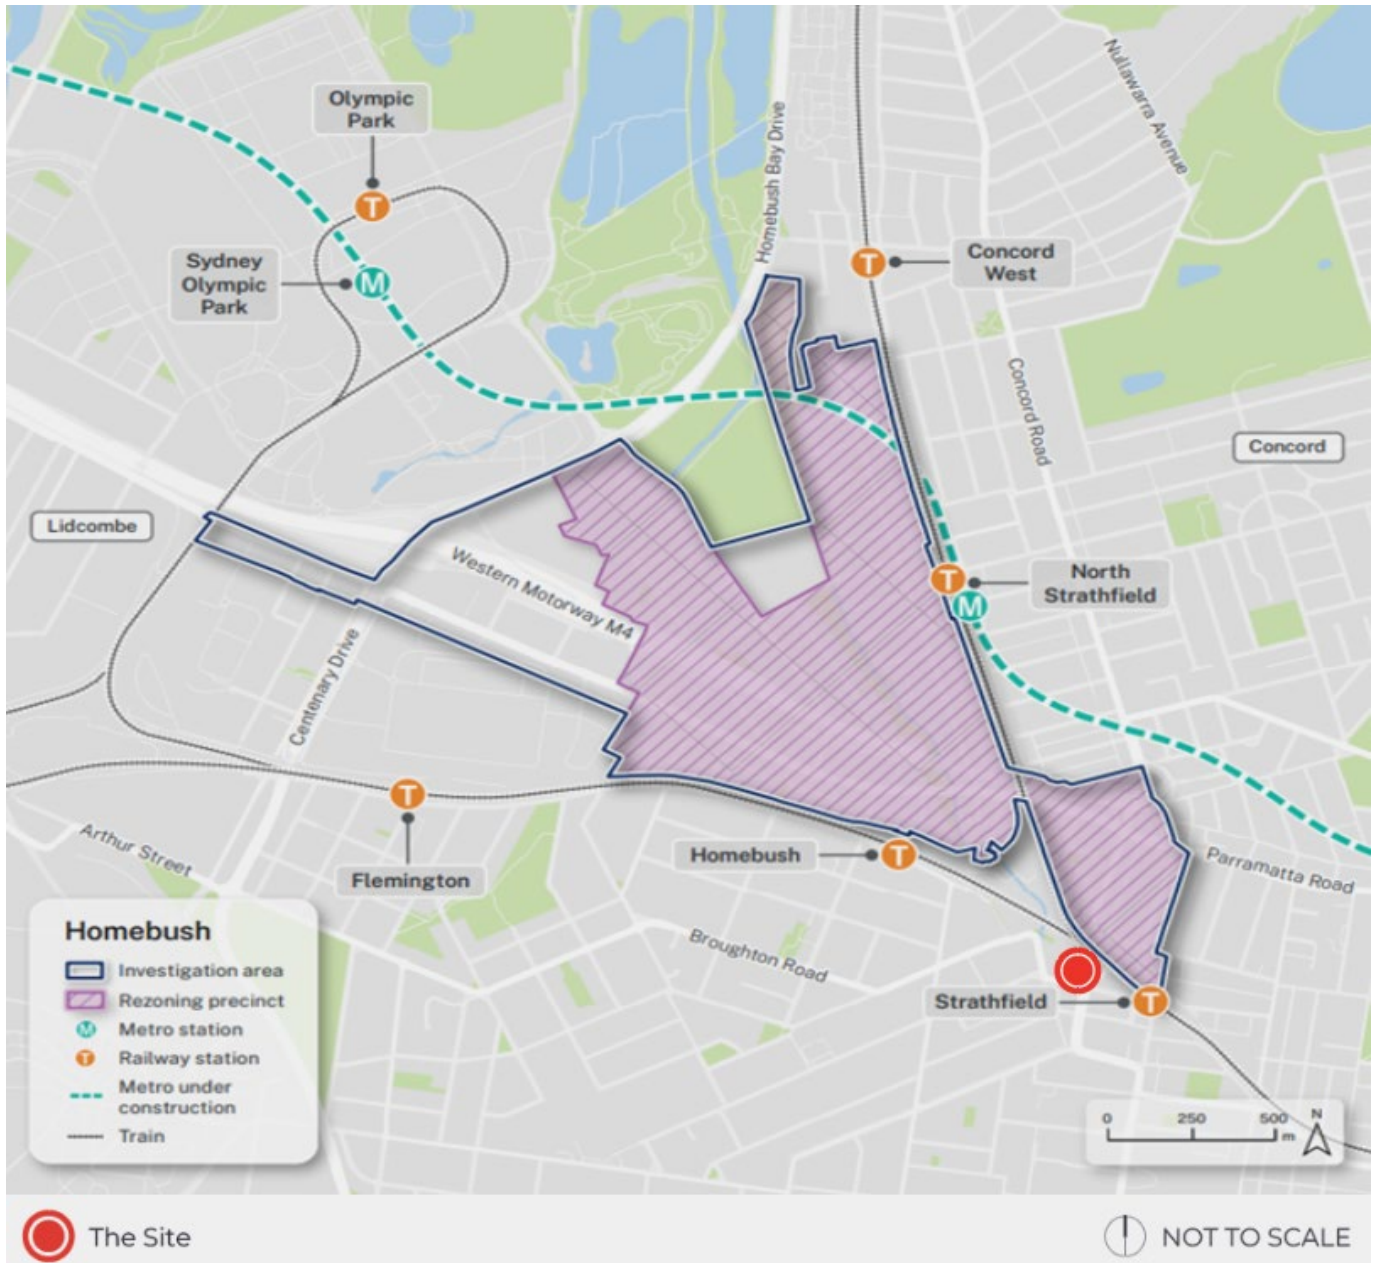 Olympic
Park
Homebush Bay Drive
Nullawarra Avenue
T
Sydney
Olympic
Park
M
T
Concord
West
Concord Road
Concord
Lidcombe
Western Motorway M4
T
North
Strathfield
M
Centenary Drive
T
Flemington
Arthur Street
Homebush
T
Parramatta Road
Broughton Road
Strathfield
T
Homebush
Investigation area
Rezoning precinct
M
Metro station
T
Railway station
Metro under
construction
Train
0 250 500 m
N
The Site
NOT TO SCALE